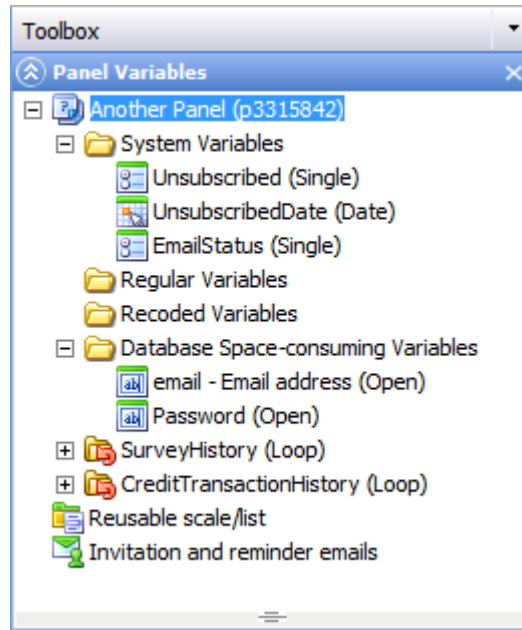 Toolbox
Panel Variables
Another Panel (p3315842)
System Variables
Unsubscribed (Single)
UnsubscribedDate (Date)
EmailStatus (Single)
Regular Variables
Recoded Variables
Database Space-consuming Variables
email - Email address (Open)
Password (Open)
SurveyHistory (Loop)
CreditTransactionHistory (Loop)
Reusable scale/list
Invitation and reminder emails